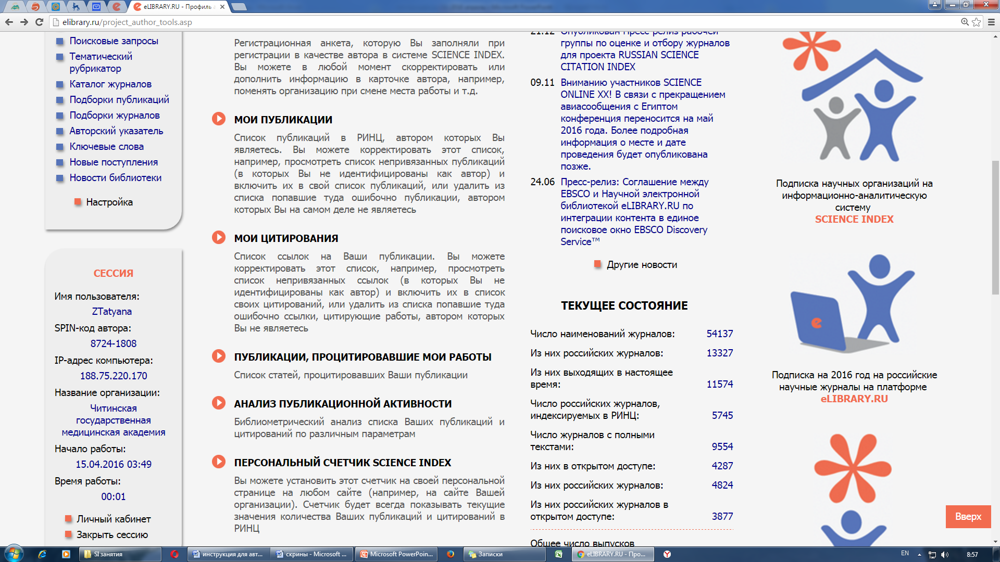 eLIBRARY.RU - Профиль а
elibrary.ru/project_author_tools.asp
Поисковые запросы
Тематический
рубрикатор
Каталог журналов
Подборки публикаций
Подборки журналов
Авторский указатель
Ключевые слова
Новые поступления
Новости библиотеки
Настройка
СЕССИЯ
Имя пользователя:
ZTatyana
SPIN-код автора:
8724-1808
IP-адрес компьютера:
188.75.220.170
Название организации:
Читинская
государственная
медицинская академия
Начало работы:
15.04.2016 03:49
Время работы:
00:01
Личный кабинет
Закрыть сессию
Регистрационная анкета, которую Вы заполняли при
регистрации в качестве автора в системе SCIENCE INDEX.
Вы можете в любой момент скорректировать или
дополнить информацию в карточке автора, например,
поменять организацию при смене места работы и т.д.
МОИ ПУБЛИКАЦИИ
Список публикаций в РИНЦ, автором которых Вы
являетесь. Вы можете корректировать этот список,
например, просмотреть список непривязанных публикаций
(в которых Вы не идентифицированы как автор) и
включить их в свой список публикаций, или удалить из
списка попавшие туда ошибочно публикации, автором
которых Вы на самом деле не являетесь
МОИ ЦИТИРОВАНИЯ
Список ссылок на Ваши публикации. Вы можете
корректировать этот список, например, просмотреть
список непривязанных ссылок (в которых Вы не
идентифицированы как автор) и включить их в список
своих цитирований, или удалить из списка попавшие туда
ошибочно ссылки, цитирующие работы, автором которых
Вы не являетесь
ПУБЛИКАЦИИ, ПРОЦИТИРОВАВШИЕ МОИ РАБОТЫ
Список статей, процитировавших Ваши публикации
АНАЛИЗ ПУБЛИКАЦИОННОЙ АКТИВНОСТИ
Библиометрический анализ списка Ваших публикаций и
цитирований по различным параметрам
ПЕРСОНАЛЬНЫЙ СЧЕТЧИК SCIENCE INDEX
Вы можете установить этот счетчик на своей персональной
странице на любом сайте (например, на сайте Вашей
организации). Счетчик будет всегда показывать текущие
значения количества Ваших публикаций и цитирований в
РИНЦ
21.12 Опубликован Пресс-релиз рабочей
группы по оценке и отбору журналов
для проекта RUSSIAN SCIENCE
CITATION INDEX
09.11 Вниманию участников SCIENCE
ONLINE XX! В связи с прекращением
авиасообщения с Египтом
конференция переносится на май
2016 года. Более подробная
информация о месте и дате
проведения будет опубликована
позже.
24.06 Пресс-релиз: Соглашение между
EBSCO и Научной электронной
библиотекой eLIBRARY.RU по
интеграции контента в единое
поисковое окно EBSCO Discovery
Service™
Другие новости
ТЕКУЩЕЕ СОСТОЯНИЕ
Число наименований журналов: 54137
Из них российских журналов: 13327
Из них выходящих в настоящее
время: 11574
Число российских журналов,
индексируемых в РИНЦ: 5745
Число журналов с полными
текстами: 9554
Из них в открытом доступе: 4287
Из них российских журналов: 4824
Из них российских журналов в
открытом доступе: 3877
Общее число выпусков
Подписка научных организаций на
информационно-аналитическую
систему
SCIENCE INDEX
Подписка на 2016 год на российские
научные журналы на платформе
eLIBRARY.RU
Вверх
SI занятия
инструкция для авт...
скрины - Microsoft ...
Microsoft PowerPoin...
Записки
eLIBRARY.RU - Про...
EN
8:57